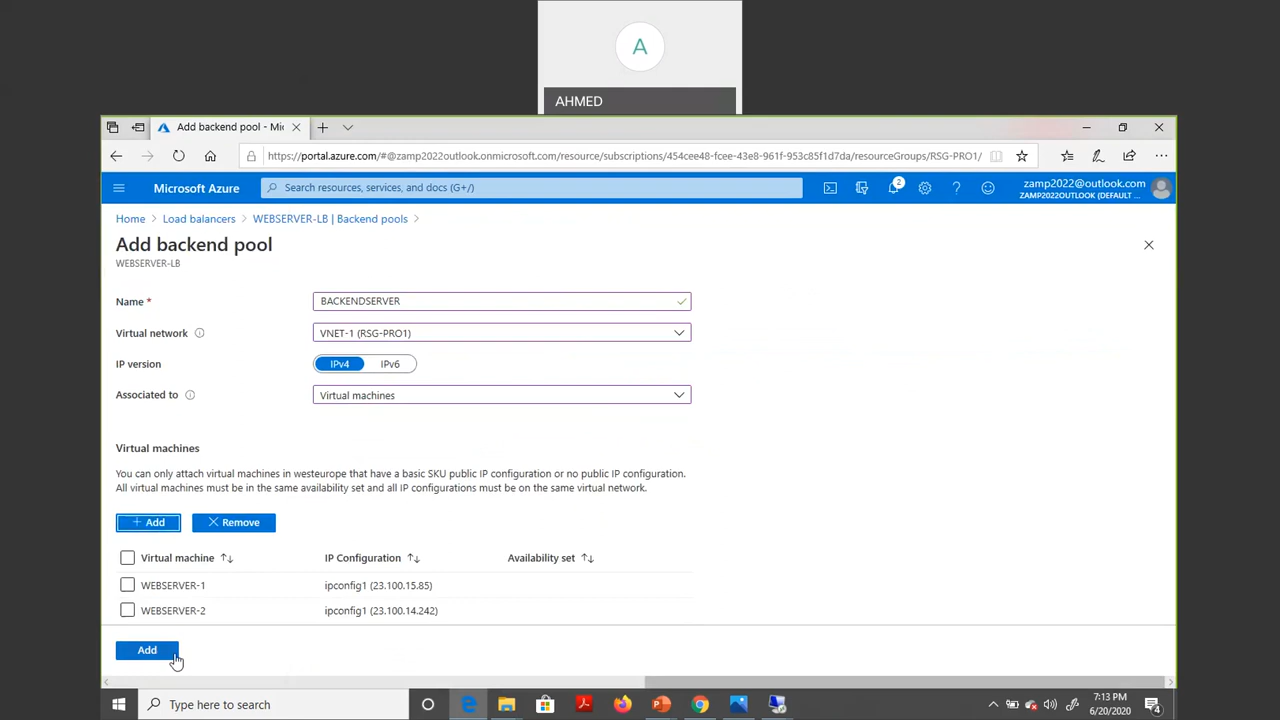 A
AHMED
Add backend pool - Mic
https://portal.azure.com/#@zamp2022outlook.onmicrosoft.com/resource/subscriptions/454cee48-fcee-43e8-961f-953c85f1d7da/resourceGroups/RSG-PRO1/
Microsoft Azure
Search resources, services, and docs (G+/)
2
zamp2022@outlook.com
ZAMP2022OUTLOOK (DEFAULT ...
Home > Load balancers > WEBSERVER-LB | Backend pools >
Add backend pool
WEBSERVER-LB
Name *
BACKENDSERVER
Virtual network
VNET-1 (RSG-PRO1)
IP version
IPv4
IPv6
Associated to
Virtual machines
Virtual machines
You can only attach virtual machines in westeurope that have a basic SKU public IP configuration or no public IP configuration.
All virtual machines must be in the same availability set and all IP configurations must be on the same virtual network.
+ Add
Remove
Virtual machine
IP Configuration
Availability set
WEBSERVER-1
ipconfig1 (23.100.15.85)
WEBSERVER-2
ipconfig1 (23.100.14.242)
Add
Type here to search
7:13 PM
6/20/2020
4